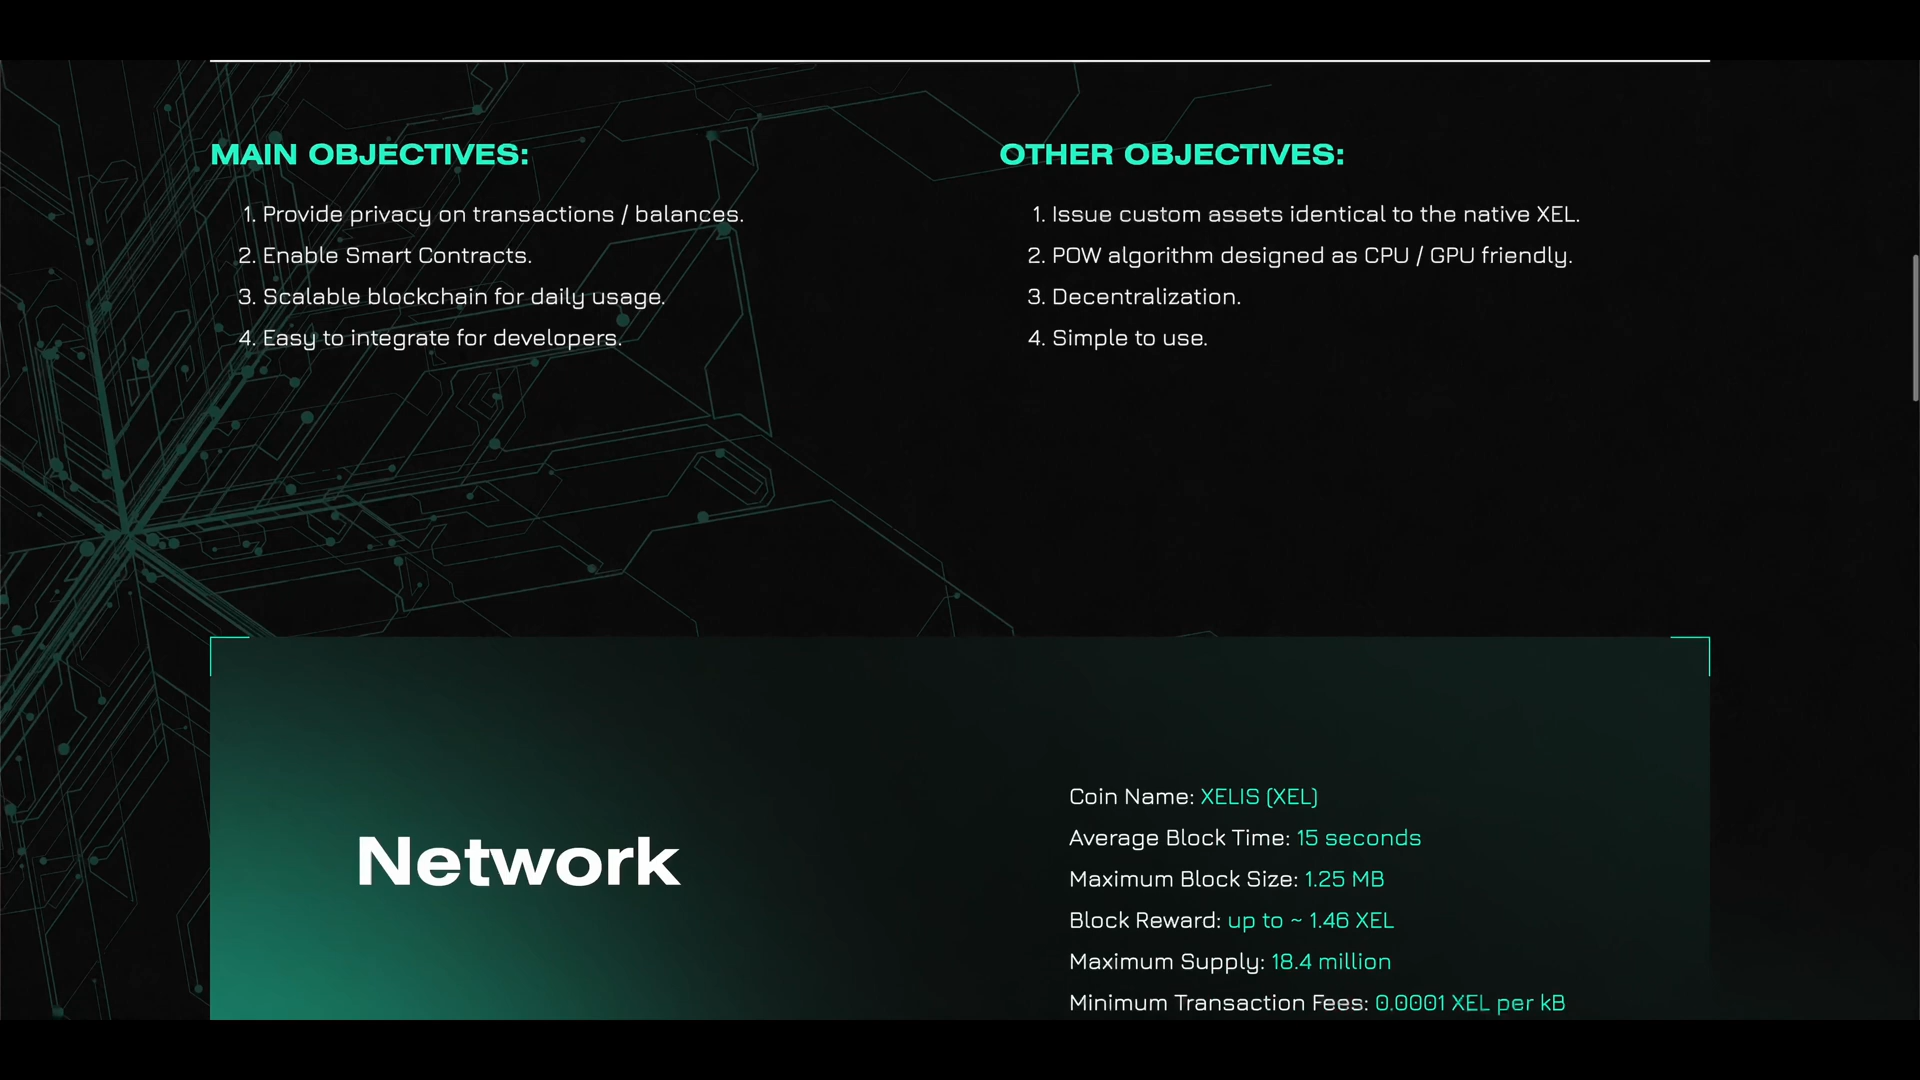 MAIN OBJECTIVES:
1. Provide privacy on transactions / balances.
2. Enable Smart Contracts.
3. Scalable blockchain for daily usage.
4. Easy to integrate for developers.
OTHER OBJECTIVES:
1. Issue custom assets identical to the native XEL.
2. POW algorithm designed as CPU / GPU friendly.
3. Decentralization.
4. Simple to use.
Network
Coin Name: XELIS (XEL)
Average Block Time: 15 seconds
Maximum Block Size: 1.25 MB
Block Reward: up to ~ 1.46 XEL
Maximum Supply: 18.4 million
Minimum Transaction Fees: 0.0001 XEL per kB